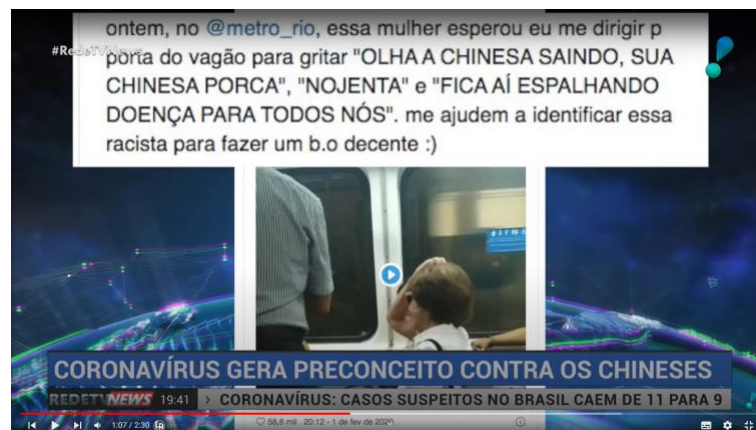 ontem, no @metro_rio, essa mulher esperou eu me dirigir p
#RedeTVNews
porta do vagão para gritar "OLHA A CHINESA SAINDO, SUA
CHINESA PORCA", "NOJENTA" e "FICA AÍ ESPALHANDO
DOENÇA PARA TODOS NÓS". me ajudem a identificar essa
racista para fazer um b.o decente :)
CORONAVÍRUS GERA PRECONCEITO CONTRA OS CHINESES
REDETV NEWS 19:41 > CORONAVÍRUS: CASOS SUSPEITOS NO BRASIL CAEM DE 11 PARA 9
1:07 / 2:30
58,6 mil 20:12 - 1 de fev de 2020